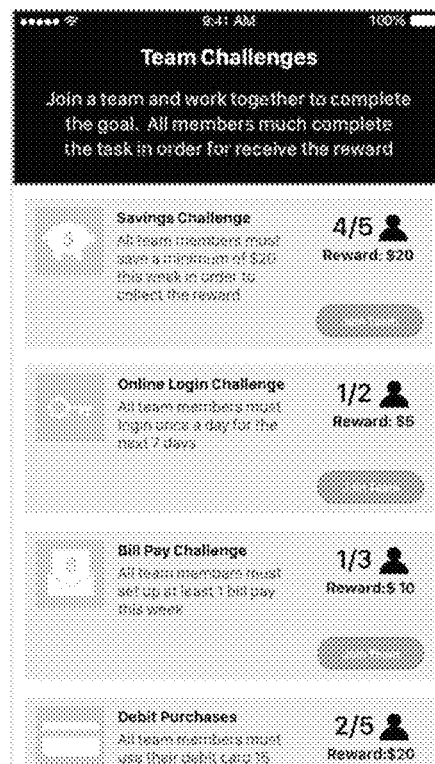 9:41 AM
100%
Team Challenges
Join a team and work together to complete
the goal. All members much complete
the task in order for receive the reward
Savings Challenge
4/5
All team members must
save a minimum of $20
Reward: $20
this week in order to
collect the reward
Online Login Challenge
1/2
All team members must
login once a day for the
Reward: $5
next 7 days
Bill Pay Challenge
1/3
All team members must
set up at least 1 bill pay
Reward:$ 10
this week
Debit Purchases
2/5
All team members must
use their debit card 15
Reward:$20